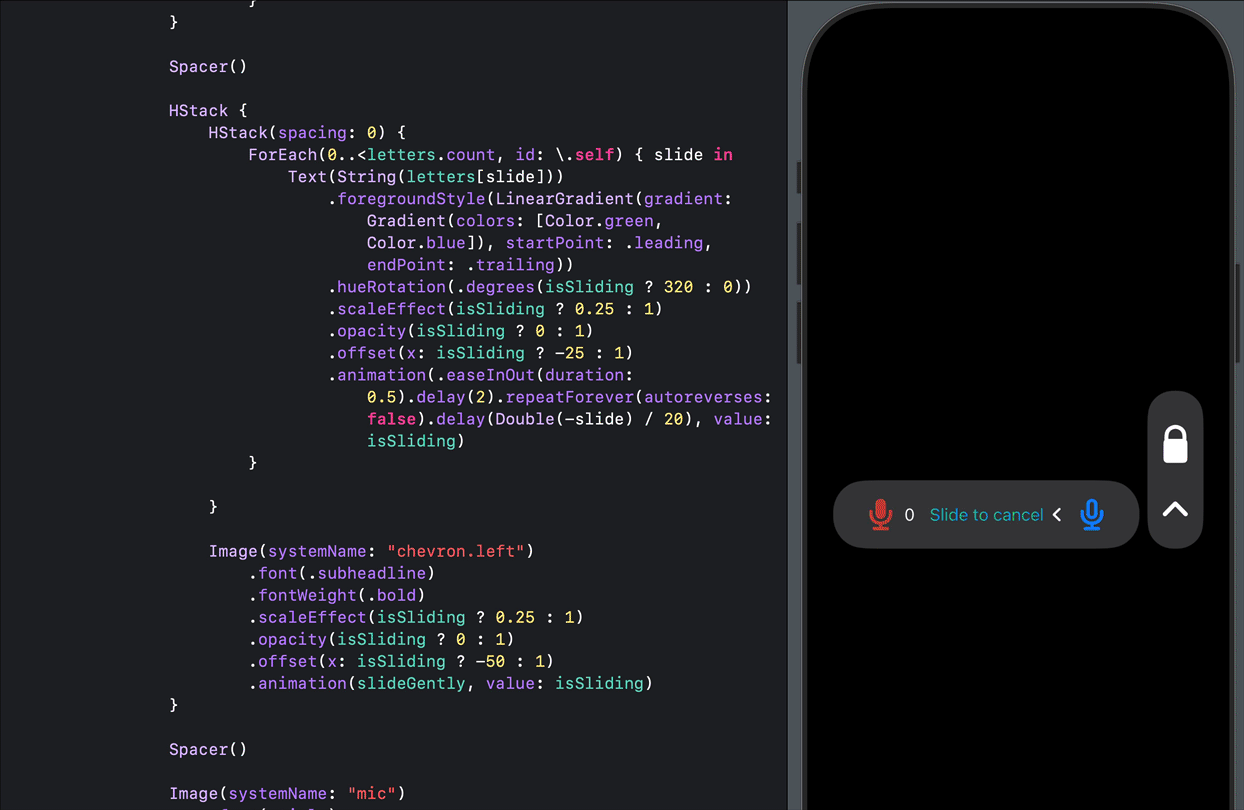 }
}
Spacer()
HStack {
HStack(spacing: 0) {
ForEach(0..<letters.count, id: \.self) { slide in
Text(String(letters[slide]))
.foregroundStyle(LinearGradient(gradient:
Gradient(colors: [Color.green,
Color.blue]), startPoint: .leading,
endPoint: .trailing))
.hueRotation(.degrees(isSliding ? 320 : 0))
.scaleEffect(isSliding ? 0.25 : 1)
.opacity(isSliding ? 0 : 1)
.offset(x: isSliding ? -25 : 1)
.animation(.easeInOut(duration:
0.5).delay(2).repeatForever(autoreverses:
false).delay(Double(-slide) / 20), value:
isSliding)
}
}
Image(systemName: "chevron.left")
.font(.subheadline)
.fontWeight(.bold)
.scaleEffect(isSliding ? 0.25 : 1)
.opacity(isSliding ? 0 : 1)
.offset(x: isSliding ? -50 : 1)
.animation(slideGently, value: isSliding)
}
Spacer()
Image(systemName: "mic")
0 Slide to cancel